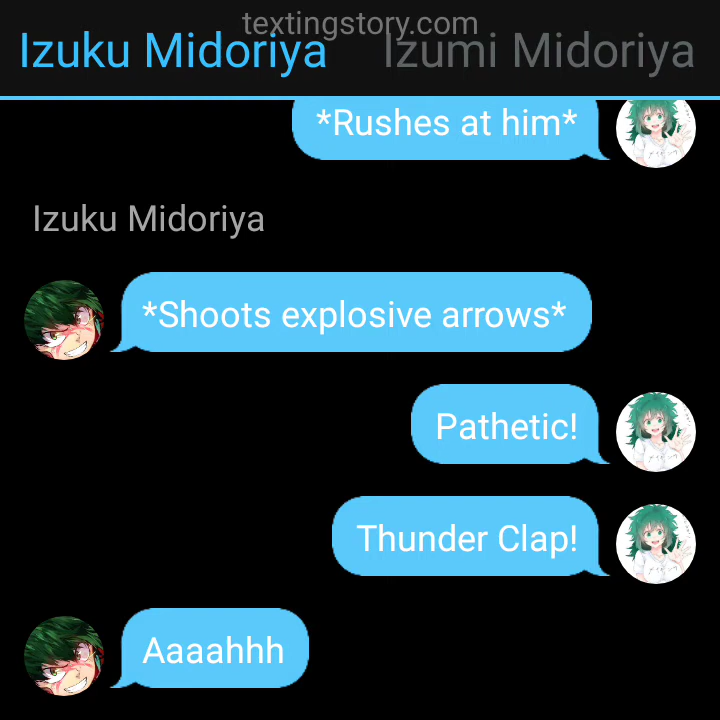 textingstory.com
Izuku Midoriya Izumi Midoriya
*Rushes at him*
Izuku Midoriya
*Shoots explosive arrows*
Pathetic!
Thunder Clap!
Aaaahhh